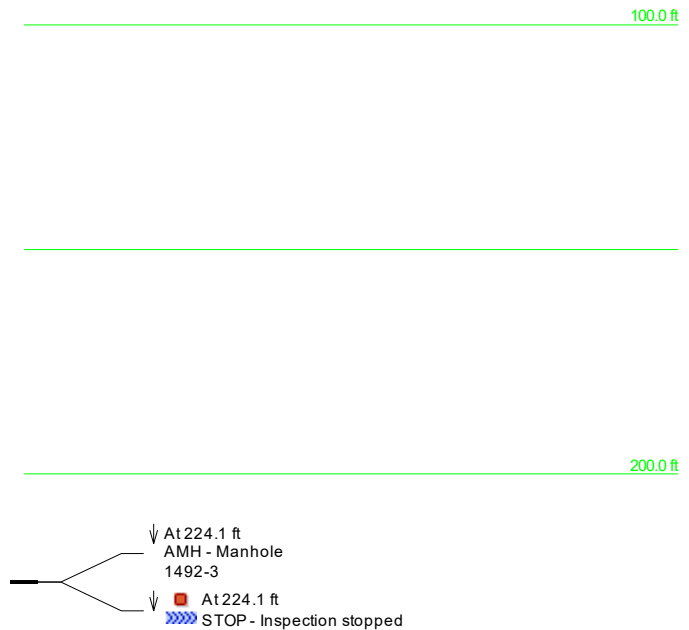 100.0 ft
200.0 ft
At 224.1 ft
AMH - Manhole
1492-3
At 224.1 ft
STOP - Inspection stopped